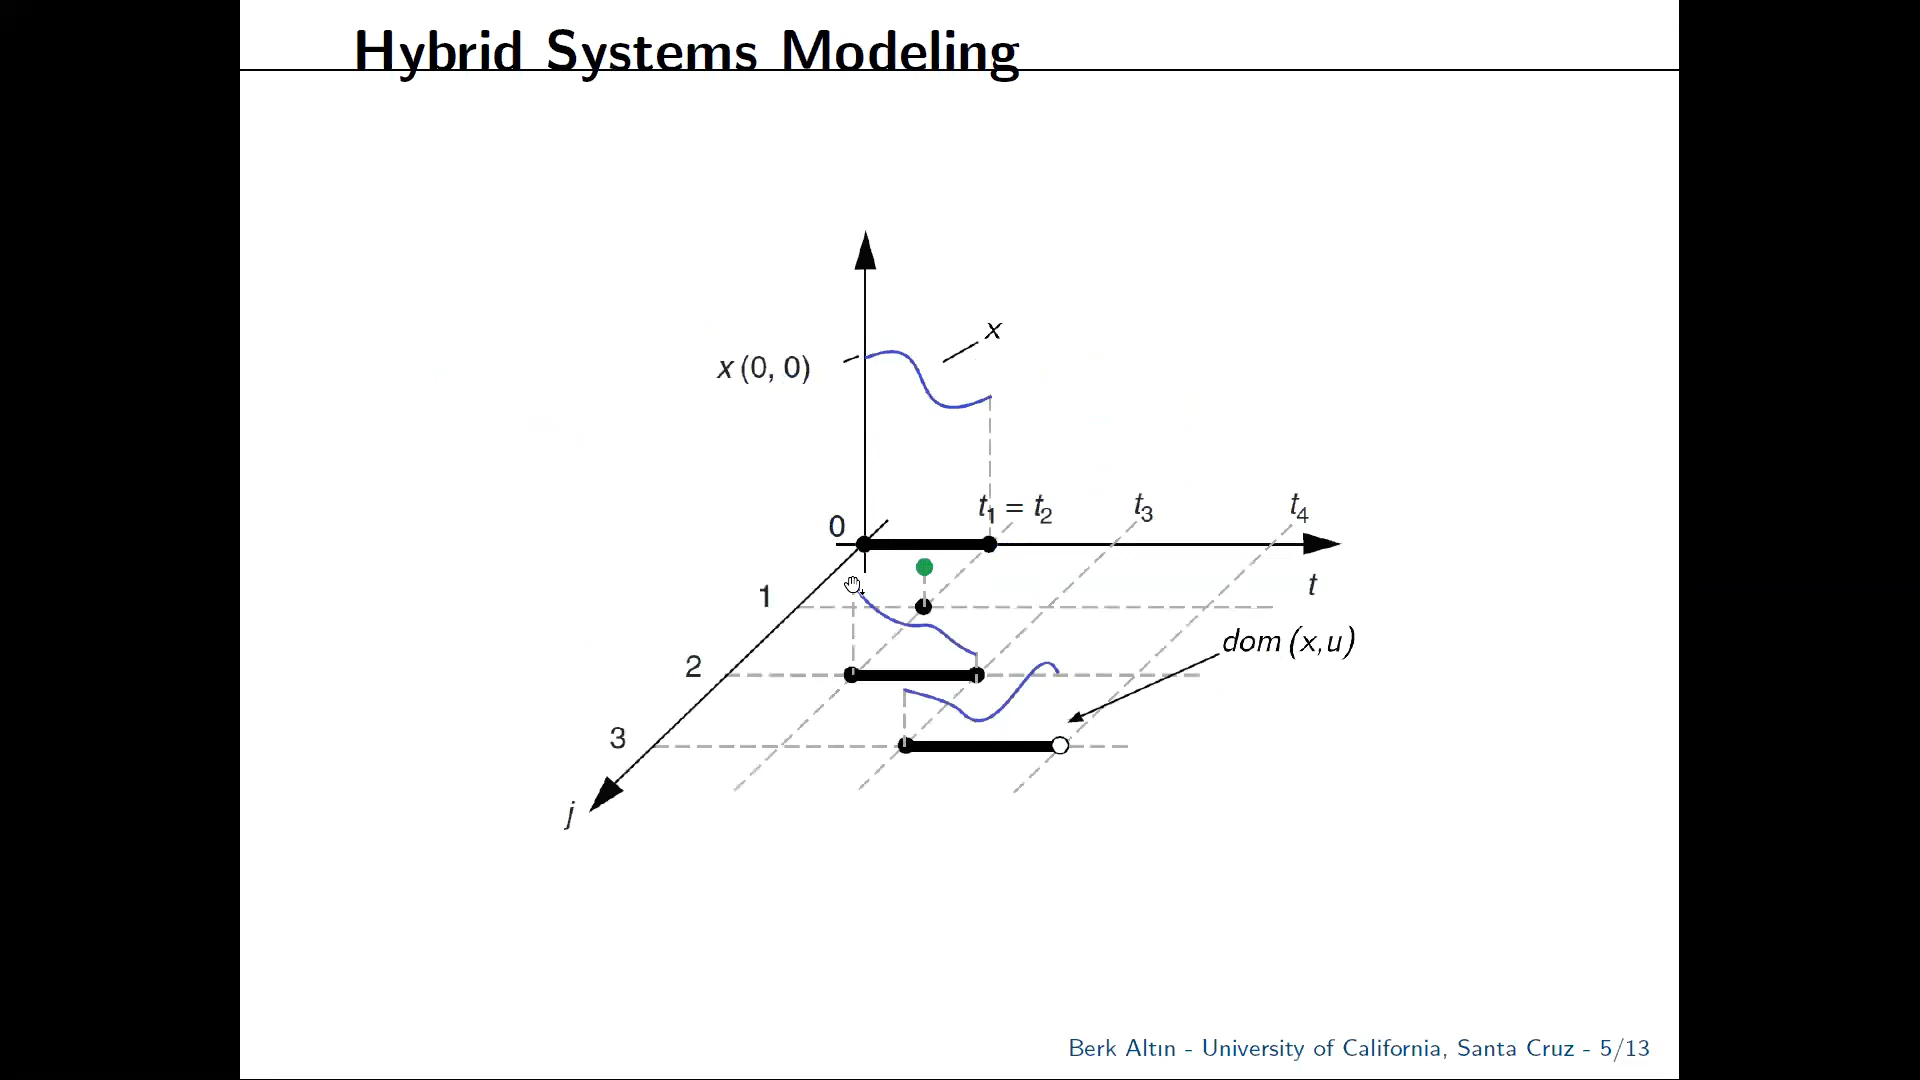 Hybrid Systems Modeling
x
x (0, 0)
t1 = t2
t3
t4
0
t
1
dom (x,u)
2
3
j
Berk Altın - University of California, Santa Cruz - 5/13